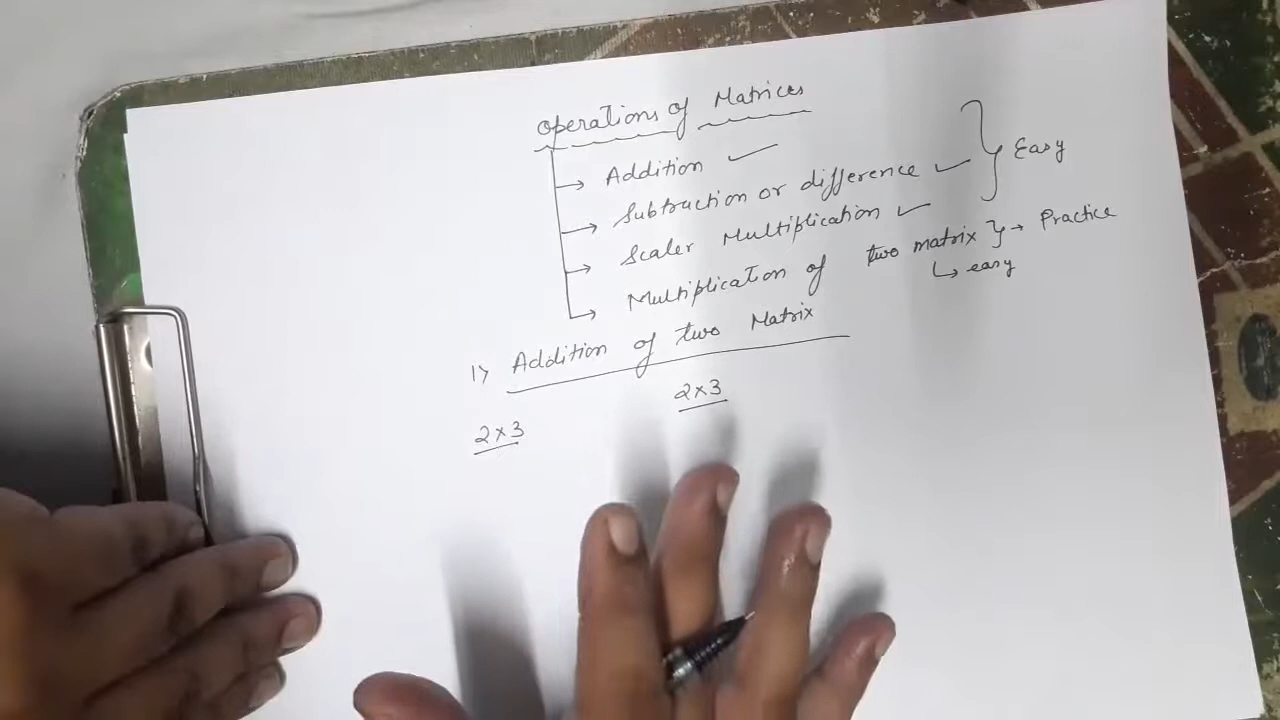 Operations of Matrices
→ Addition ✓
→ Subtraction or difference ✓
→ Scaler Multiplication ✓
} Easy
→ Multiplication of two matrix } → Practice
↳ easy
1> Addition of two Matrix
2×3
2×3